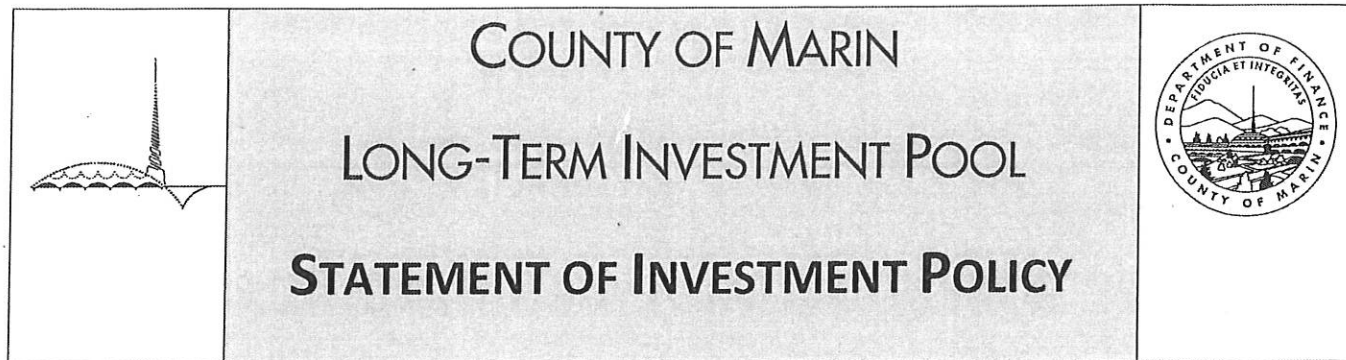 COUNTY OF MARIN
LONG-TERM INVESTMENT POOL
STATEMENT OF INVESTMENT POLICY
DEPARTMENT OF FINANCE
FIDUCIA ET INTEGRITAS
COUNTY OF MARIN